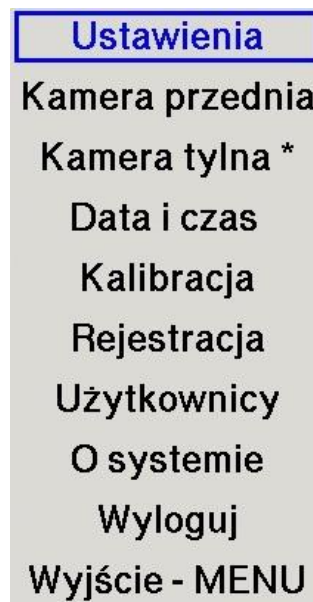 Ustawienia
Kamera przednia
Kamera tylna *
Data i czas
Kalibracja
Rejestracja
Użytkownicy
O systemie
Wyloguj
Wyjście - MENU